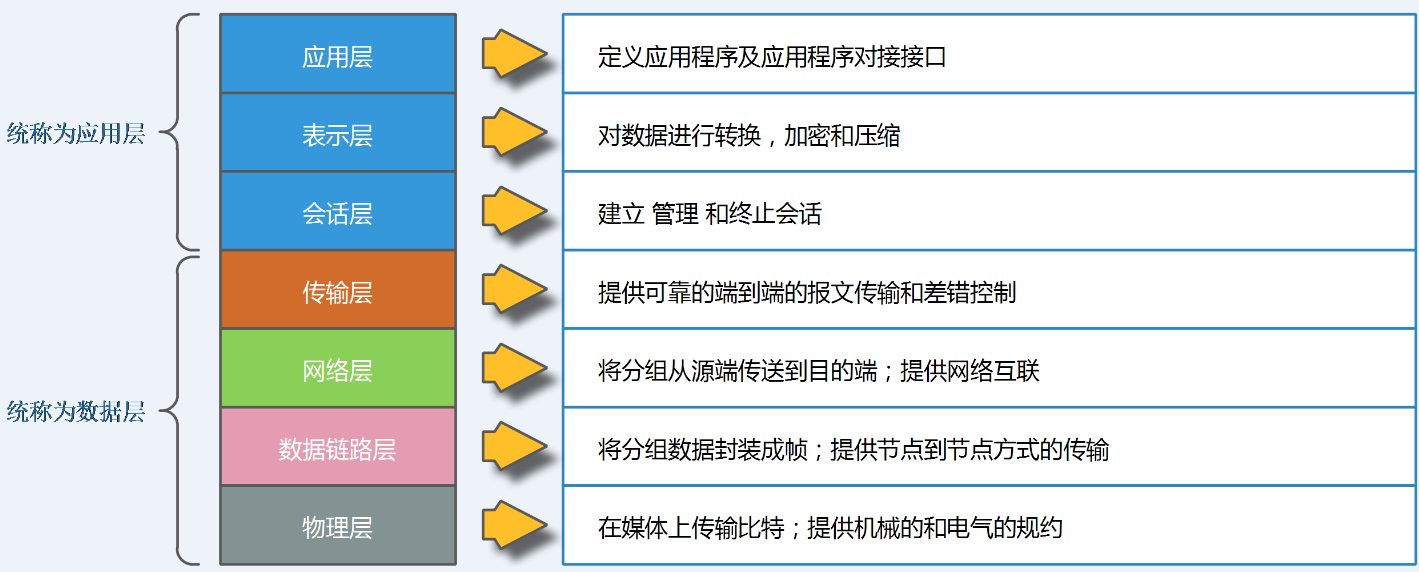 统称为应用层
应用层
定义应用程序及应用程序对接接口
表示层
对数据进行转换，加密和压缩
会话层
建立 管理 和终止会话
统称为数据层
传输层
提供可靠的端到端的报文传输和差错控制
网络层
将分组从源端传送到目的端；提供网络互联
数据链路层
将分组数据封装成帧；提供节点到节点方式的传输
物理层
在媒体上传输比特；提供机械的和电气的规约